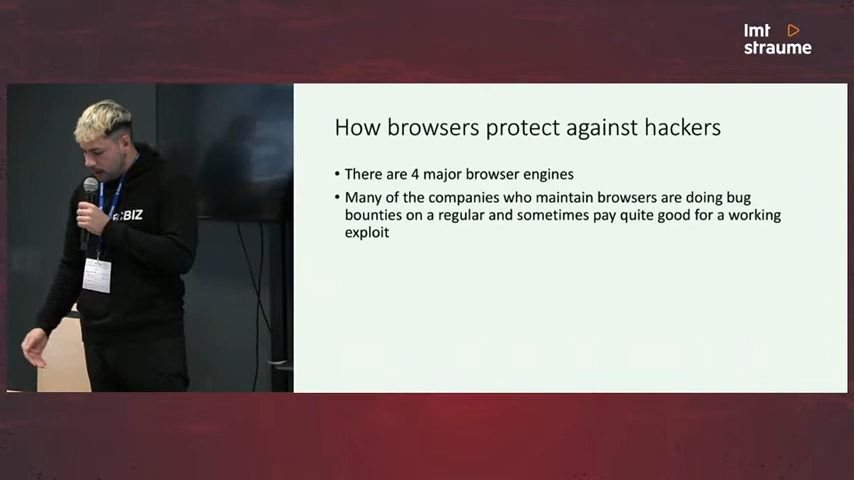 lmt
straume
How browsers protect against hackers
• There are 4 major browser engines
• Many of the companies who maintain browsers are doing bug
bounties on a regular and sometimes pay quite good for a working
exploit